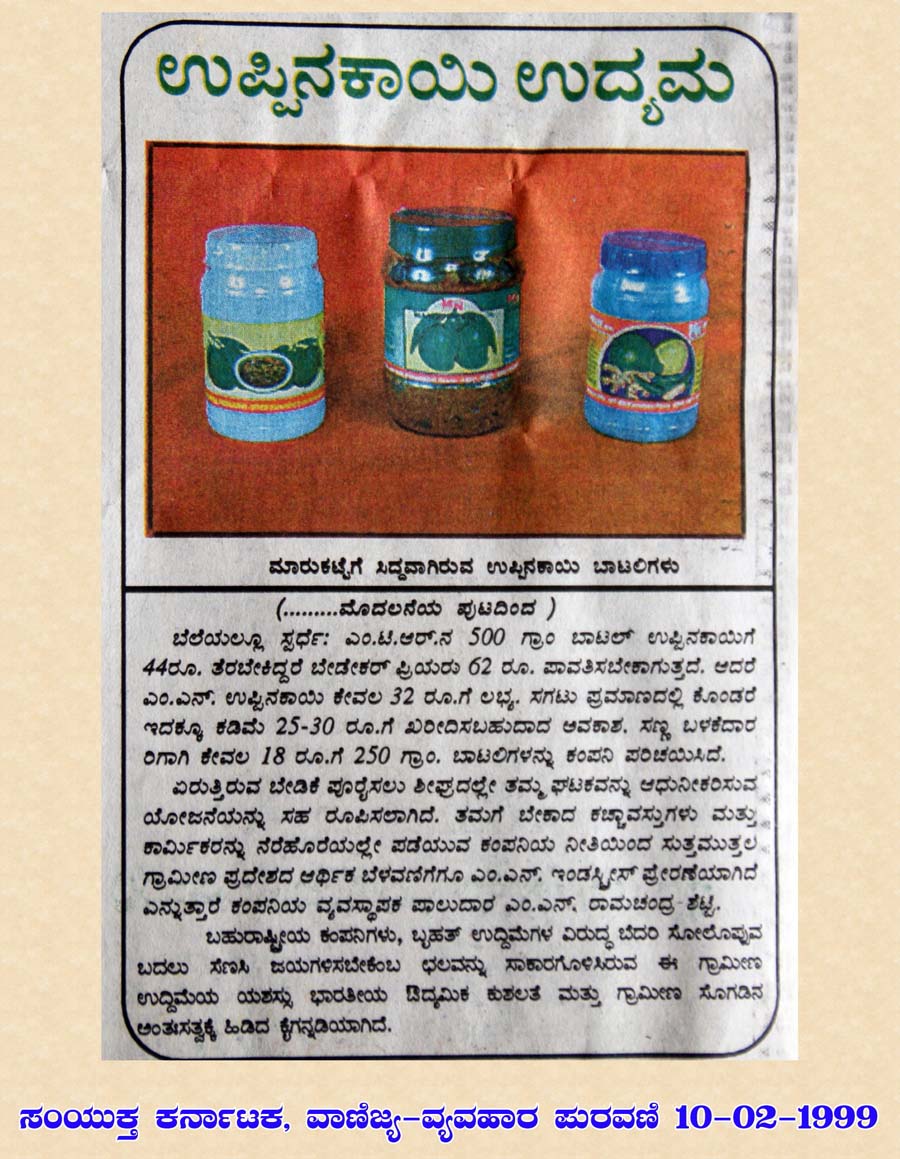 ಉಪ್ಪಿನಕಾಯಿ ಉದ್ಯಮ
MN
ಮಾರುಕಟ್ಟೆಗೆ ಸಿದ್ದವಾಗಿರುವ ಉಪ್ಪಿನಕಾಯಿ ಬಾಟಲಿಗಳು
(.........ಮೊದಲನೆಯ ಪುಟದಿಂದ )
ಬೆಲೆಯಲ್ಲೂ ಸ್ಪರ್ಧೆ: ಎಂ.ಟಿ.ಆರ್.ನ 500 ಗ್ರಾಂ ಬಾಟಲ್ ಉಪ್ಪಿನಕಾಯಿಗೆ
44ರೂ. ತೆರಬೇಕಿದ್ದರೆ ಬೇಡೇಕರ್ ಪ್ರಿಯರು 62 ರೂ. ಪಾವತಿಸಬೇಕಾಗುತ್ತದೆ. ಆದರೆ
ಎಂ.ಎನ್. ಉಪ್ಪಿನಕಾಯಿ ಕೇವಲ 32 ರೂ.ಗೆ ಲಭ್ಯ. ಸಗಟು ಪ್ರಮಾಣದಲ್ಲಿ ಕೊಂಡರೆ
ಇದಕ್ಕೂ ಕಡಿಮೆ 25-30 ರೂ.ಗೆ ಖರೀದಿಸಬಹುದಾದ ಅವಕಾಶ. ಸಣ್ಣ ಬಳಕೆದಾರ
ರಿಗಾಗಿ ಕೇವಲ 18 ರೂ.ಗೆ 250 ಗ್ರಾಂ. ಬಾಟಲಿಗಳನ್ನು ಕಂಪನಿ ಪರಿಚಯಿಸಿದೆ.
ಏರುತ್ತಿರುವ ಬೇಡಿಕೆ ಪೂರೈಸಲು ಶೀಘ್ರದಲ್ಲೇ ತಮ್ಮ ಘಟಕವನ್ನು ಆಧುನೀಕರಿಸುವ
ಯೋಜನೆಯನ್ನು ಸಹ ರೂಪಿಸಲಾಗಿದೆ. ತಮಗೆ ಬೇಕಾದ ಕಚ್ಚಾವಸ್ತುಗಳು ಮತ್ತು
ಕಾರ್ಮಿಕರನ್ನು ನೆರೆಹೊರೆಯಲ್ಲೇ ಪಡೆಯುವ ಕಂಪನಿಯ ನೀತಿಯಿಂದ ಸುತ್ತಮುತ್ತಲ
ಗ್ರಾಮೀಣ ಪ್ರದೇಶದ ಆರ್ಥಿಕ ಬೆಳವಣಿಗೆಗೂ ಎಂ.ಎನ್. ಇಂಡಸ್ಟ್ರೀಸ್ ಪ್ರೇರಣೆಯಾಗಿದೆ
ಎನ್ನುತ್ತಾರೆ ಕಂಪನಿಯ ವ್ಯವಸ್ಥಾಪಕ ಪಾಲುದಾರ ಎಂ.ಎನ್. ರಾಮಚಂದ್ರ ಶೆಟ್ಟಿ.
ಬಹುರಾಷ್ಟ್ರೀಯ ಕಂಪನಿಗಳು, ಬೃಹತ್ ಉದ್ದಿಮೆಗಳ ವಿರುದ್ಧ ಬೆದರಿ ಸೋಲೊಪ್ಪುವ
ಬದಲು ಸೆಣಸಿ ಜಯಗಳಿಸಬೇಕೆಂಬ ಛಲವನ್ನು ಸಾಕಾರಗೊಳಿಸಿರುವ ಈ ಗ್ರಾಮೀಣ
ಉದ್ದಿಮೆಯ ಯಶಸ್ಸು ಭಾರತೀಯ ಔದ್ಯಮಿಕ ಕುಶಲತೆ ಮತ್ತು ಗ್ರಾಮೀಣ ಸೊಗಡಿನ
ಅಂತಃಸತ್ವಕ್ಕೆ ಹಿಡಿದ ಕೈಗನ್ನಡಿಯಾಗಿದೆ.
ಸಂಯುಕ್ತ ಕರ್ನಾಟಕ, ವಾಣಿಜ್ಯ-ವ್ಯವಹಾರ ಪುರವಣಿ 10-02-1999